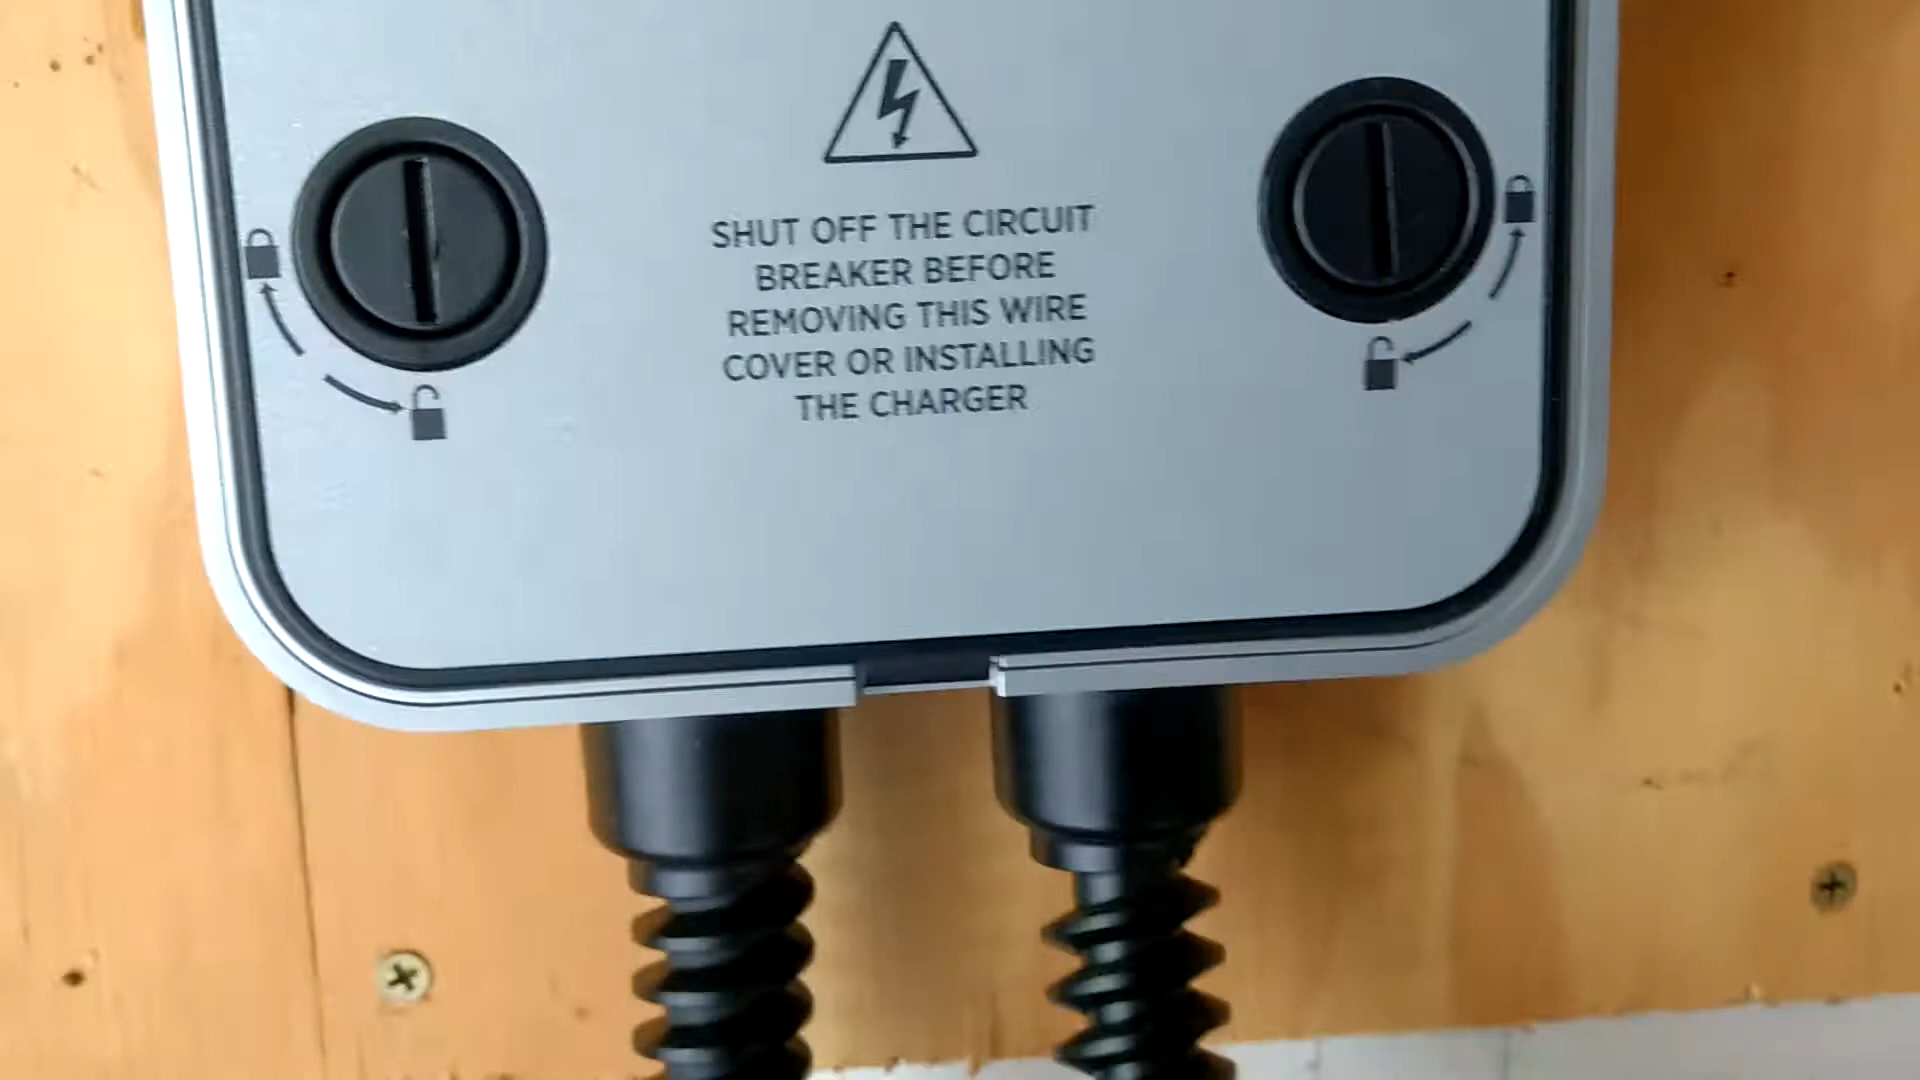 SHUT OFF THE CIRCUIT
BREAKER BEFORE
REMOVING THIS WIRE
COVER OR INSTALLING
THE CHARGER